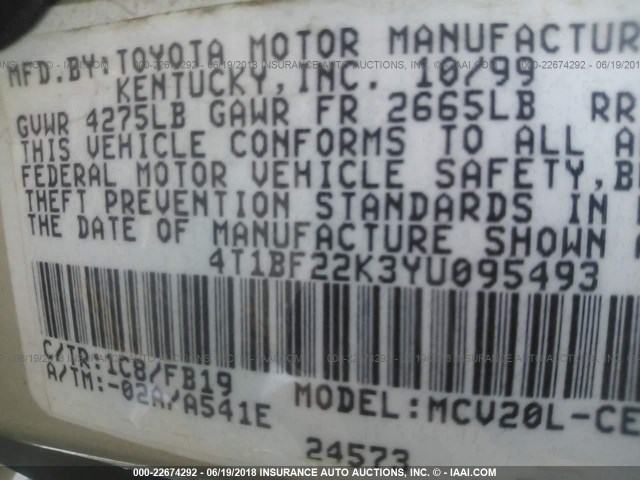 MFD.BY:TOYOTA MOTOR MANUFACTUR
KENTUCKY,INC. 10/99
GVWR 4275LB GAWR FR 2665LB RR
THIS VEHICLE CONFORMS TO ALL A
FEDERAL MOTOR VEHICLE SAFETY,B
THEFT PREVENTION STANDARDS IN
THE DATE OF MANUFACTURE SHOWN
4T1BF22K3YU095493
C/TR:1C8/FB19
A/TM:-02A/A541E
MODEL:MCV20L-CE
24573
000-22674292 - 06/19/2018 - INSURANCE AUTO AUCTIONS, INC. - © - IAAI.COM